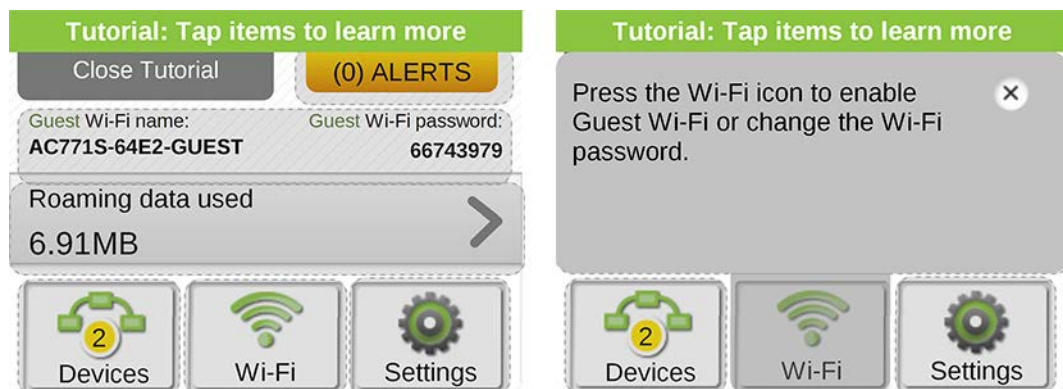 Tutorial: Tap items to learn more
Close Tutorial
(0) ALERTS
Guest Wi-Fi name:
Guest Wi-Fi password:
AC771S-64E2-GUEST
66743979
Roaming data used
6.91MB
2
Devices
Wi-Fi
Settings
Tutorial: Tap items to learn more
Press the Wi-Fi icon to enable
Guest Wi-Fi or change the Wi-Fi
password.
2
Devices
Wi-Fi
Settings